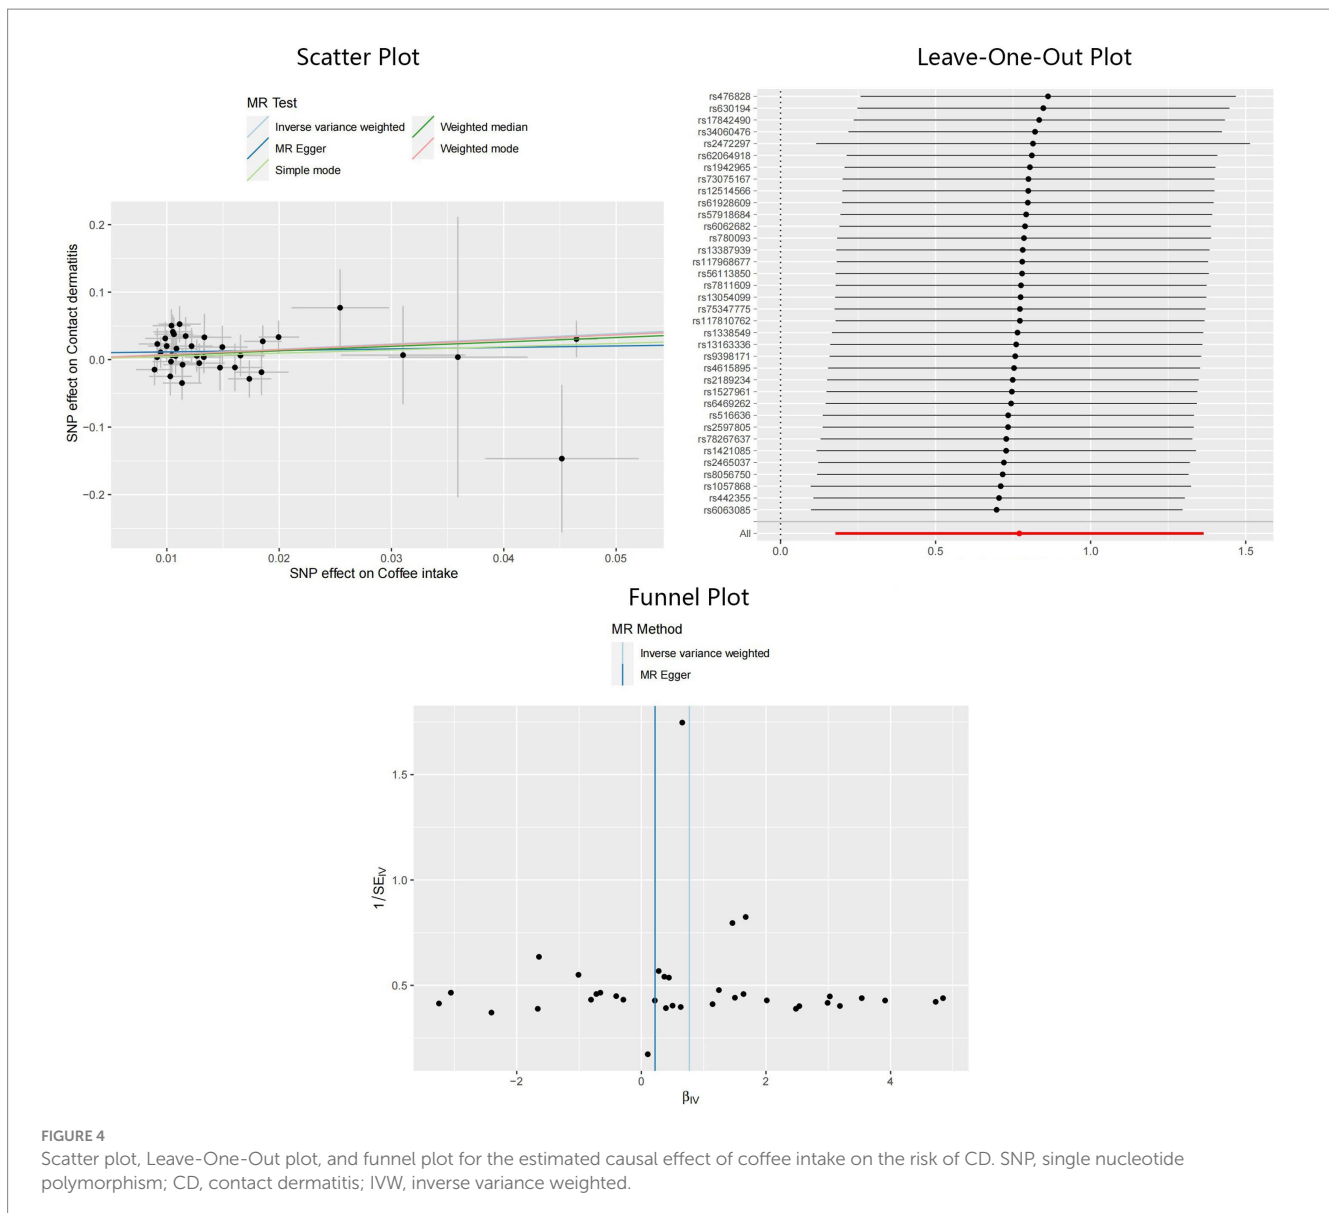 Scatter Plot
MR Test
Inverse variance weighted
MR Egger
Simple mode
Weighted median
Weighted mode
SNP effect on Contact dermatitis
0.2
0.1
0.0
−0.1
−0.2
0.01 0.02 0.03 0.04 0.05
SNP effect on Coffee intake
Leave-One-Out Plot
rs476828
rs630194
rs17842490
rs34060476
rs2472297
rs62064918
rs1942965
rs73075167
rs12514566
rs61928609
rs57918684
rs6062682
rs780093
rs13387939
rs117968677
rs56113850
rs7811609
rs13054099
rs75347775
rs117810762
rs1338549
rs13163336
rs9398171
rs4615895
rs2189234
rs1527961
rs6469262
rs516636
rs2597805
rs78267637
rs1421085
rs2465037
rs8056750
rs1057868
rs442355
rs6063085
All
0.0 0.5 1.0 1.5
Funnel Plot
MR Method
Inverse variance weighted
MR Egger
1/SEIV
1.5
1.0
0.5
−2 0 2 4
βIV
FIGURE 4
Scatter plot, Leave-One-Out plot, and funnel plot for the estimated causal effect of coffee intake on the risk of CD. SNP, single nucleotide
polymorphism; CD, contact dermatitis; IVW, inverse variance weighted.